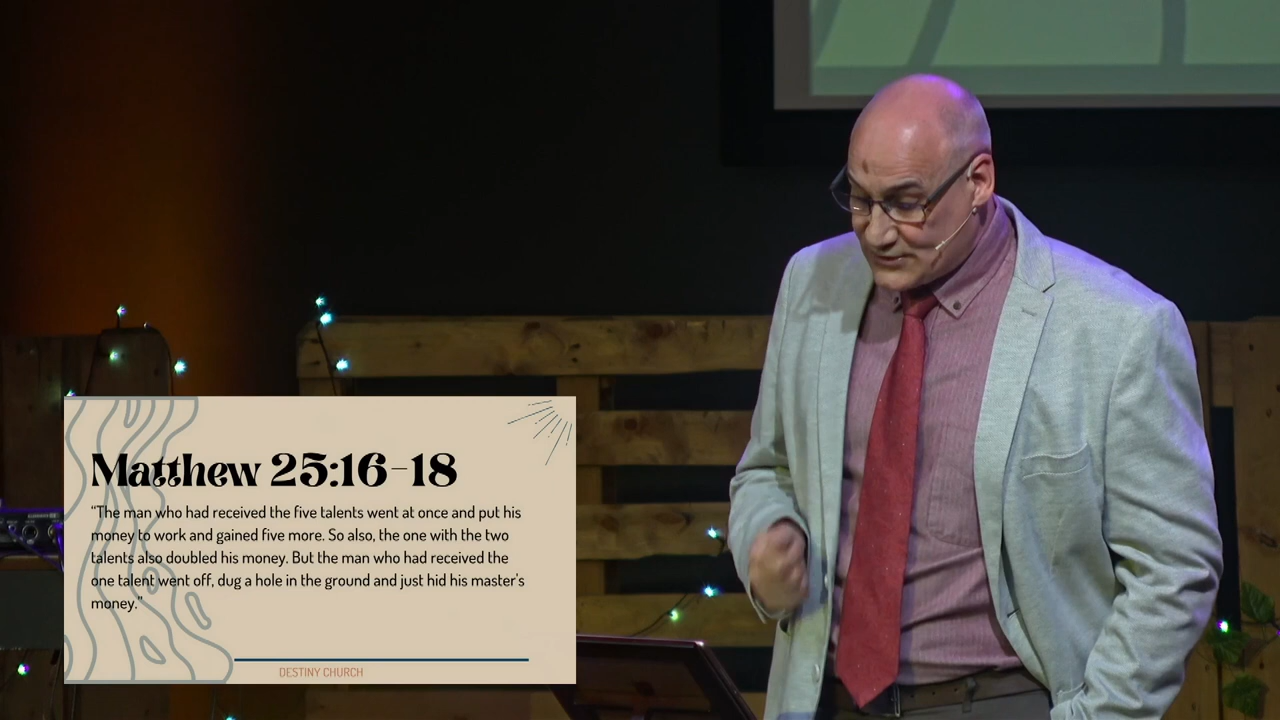 Matthew 25:16-18
“The man who had received the five talents went at once and put his
money to work and gained five more. So also, the one with the two
talents also doubled his money. But the man who had received the
one talent went off, dug a hole in the ground and just hid his master's
money.”
DESTINY CHURCH